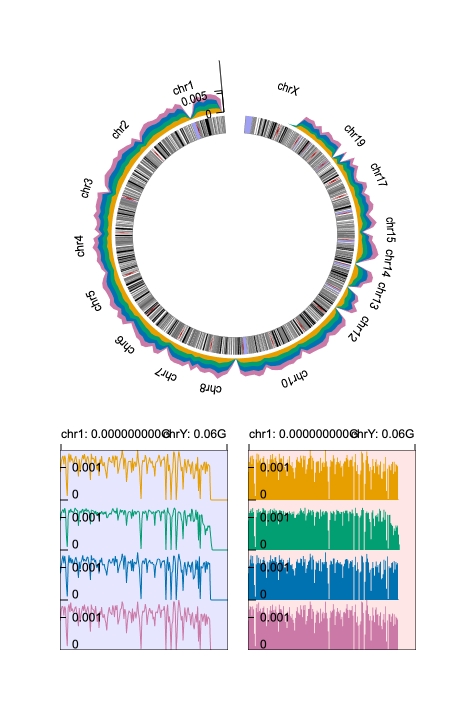 chr1
0.005
0
chrX
chr2
chr19
chr17
chr3
chr15
chr4
chr14
chr5
chr13
chr6
chr12
chr7
chr8
chr10
chr1: 0.000000000G chrY: 0.06G
chr1: 0.000000000G chrY: 0.06G
0.001
0
0.001
0
0.001
0
0.001
0
0.001
0
0.001
0
0.001
0
0.001
0